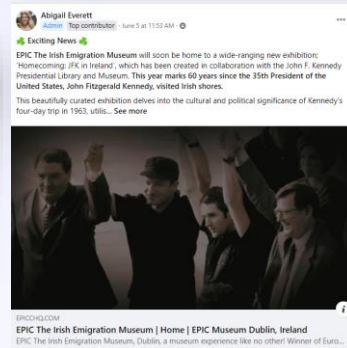 Abigail Everett
Admin Top contributor · June 5 at 11:53 AM ·
Exciting News
EPIC The Irish Emigration Museum will soon be home to a wide-ranging new exhibition;
'Homecoming: JFK in Ireland', which has been created in collaboration with the John F. Kennedy
Presidential Library and Museum. This year marks 60 years since the 35th President of the
United States, John Fitzgerald Kennedy, visited Irish shores.
This beautifully curated exhibition delves into the cultural and political significance of Kennedy's
four-day trip in 1963, utilis... See more
EPICCHQ.COM
EPIC The Irish Emigration Museum | Home | EPIC Museum Dublin, Ireland
EPIC The Irish Emigration Museum, Dublin, a museum experience like no other! Winner of Euro...